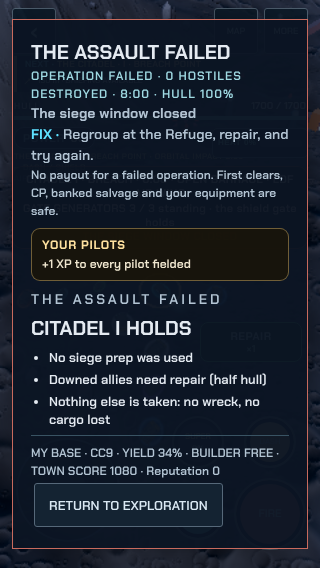 THE ASSAULT FAILED
OPERATION FAILED · 0 HOSTILES
DESTROYED · 8:00 · HULL 100%
The siege window closed
FIX · Regroup at the Refuge, repair, and
try again.
No payout for a failed operation. First clears,
CP, banked salvage and your equipment are
safe.
YOUR PILOTS
+1 XP to every pilot fielded
THE ASSAULT FAILED
CITADEL I HOLDS
• No siege prep was used
• Downed allies need repair (half hull)
• Nothing else is taken: no wreck, no
cargo lost
MY BASE · CC9 · YIELD 34% · BUILDER FREE ·
TOWN SCORE 1080 · Reputation 0
RETURN TO EXPLORATION